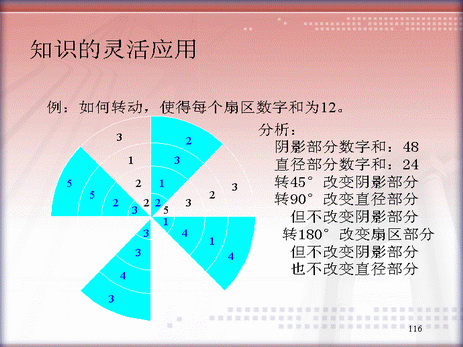 知识的灵活应用
例：如何转动，使得每个扇区数字和为12。
分析：
阴影部分数字和：48
直径部分数字和：24
转45°改变阴影部分
转90°改变直径部分
但不改变阴影部分
转180°改变扇区部分
但不改变阴影部分
也不改变直径部分
3
2
1
3
2
1
2
2
5
5
2
3
5
3
2
3
1
4
1
4
3
3
4
3
116